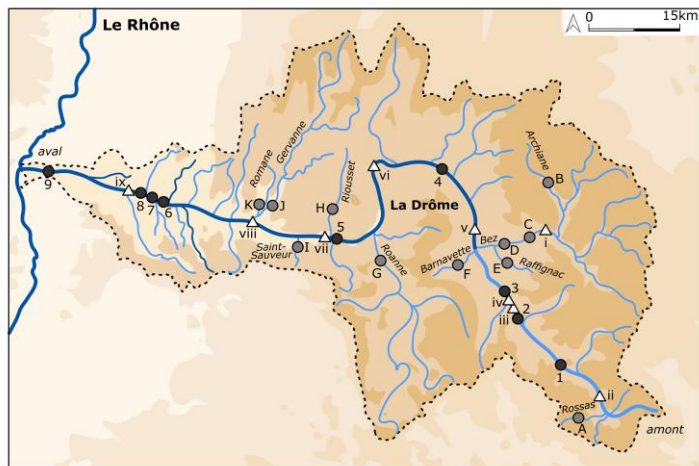 Le Rhône
0 15km
aval
Romane
Gervanne
Riousset
Archiane
ix
9
8
7
6
K
J
H
vi
4
B
La Drôme
viii
Saint-
Sauveur
I
vii
5
v
Bez
C
i
D
Barnavette
E
Raffignac
F
Roanne
G
3
iv
2
iii
1
ii
Rossas
A
amont